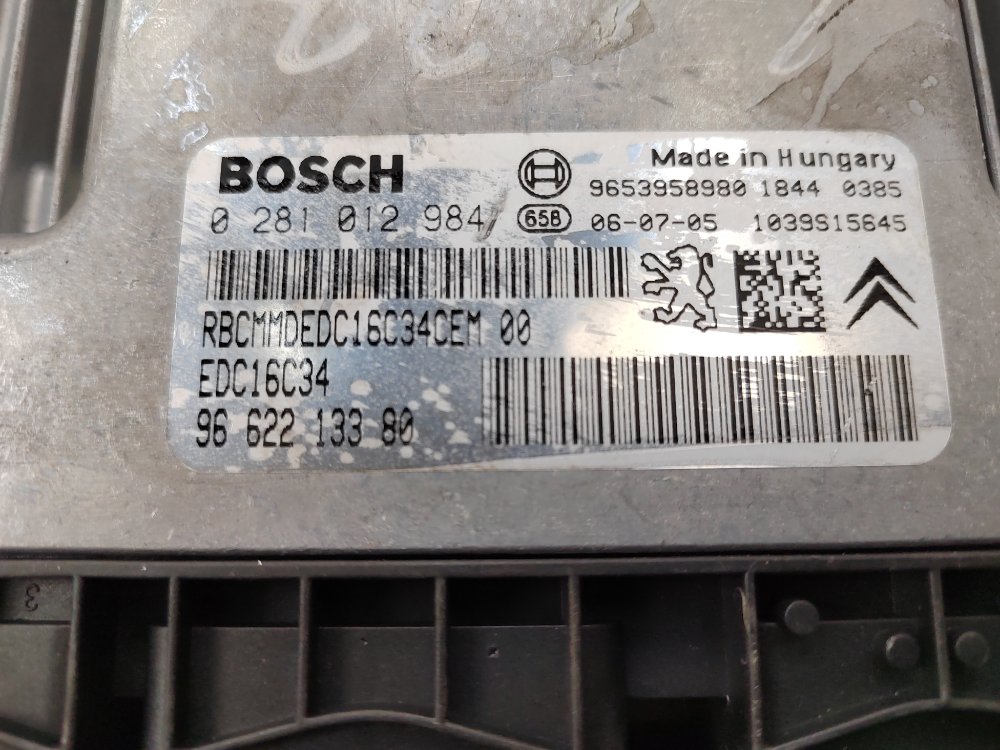 BOSCH
Made in Hungary
9653958980 1844 0385
0 281 012 984
658
06-07-05 1039S15645
RBCMMDEDC16C34CEM 00
EDC16C34
96 622 133 80
3